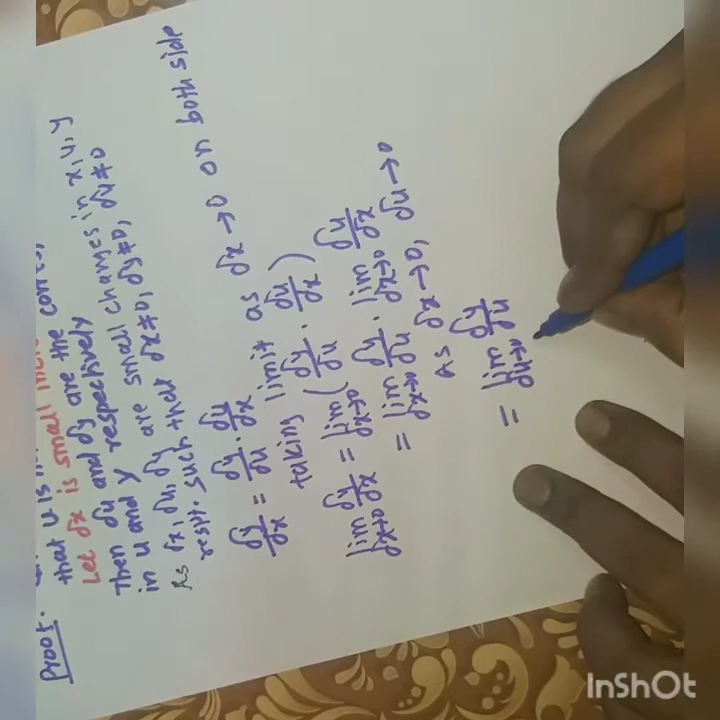 Proof.
that u is
Let δx is small incre
Then δu and δy are the corres
in u and y respectively
As δx, δu, δy are small changes in x, u, y
respt. such that δx≠0, δy≠0, δu≠0
δy/δx = δy/δu . δu/δx
taking limit as δx→0 on both side
lim δx→0 δy/δx = lim δx→0 (δy/δu . δu/δx)
= lim δx→0 δy/δu . lim δx→0 δu/δx
As δx→0, δu→0
= lim δu→0 δy/δu
InShOt